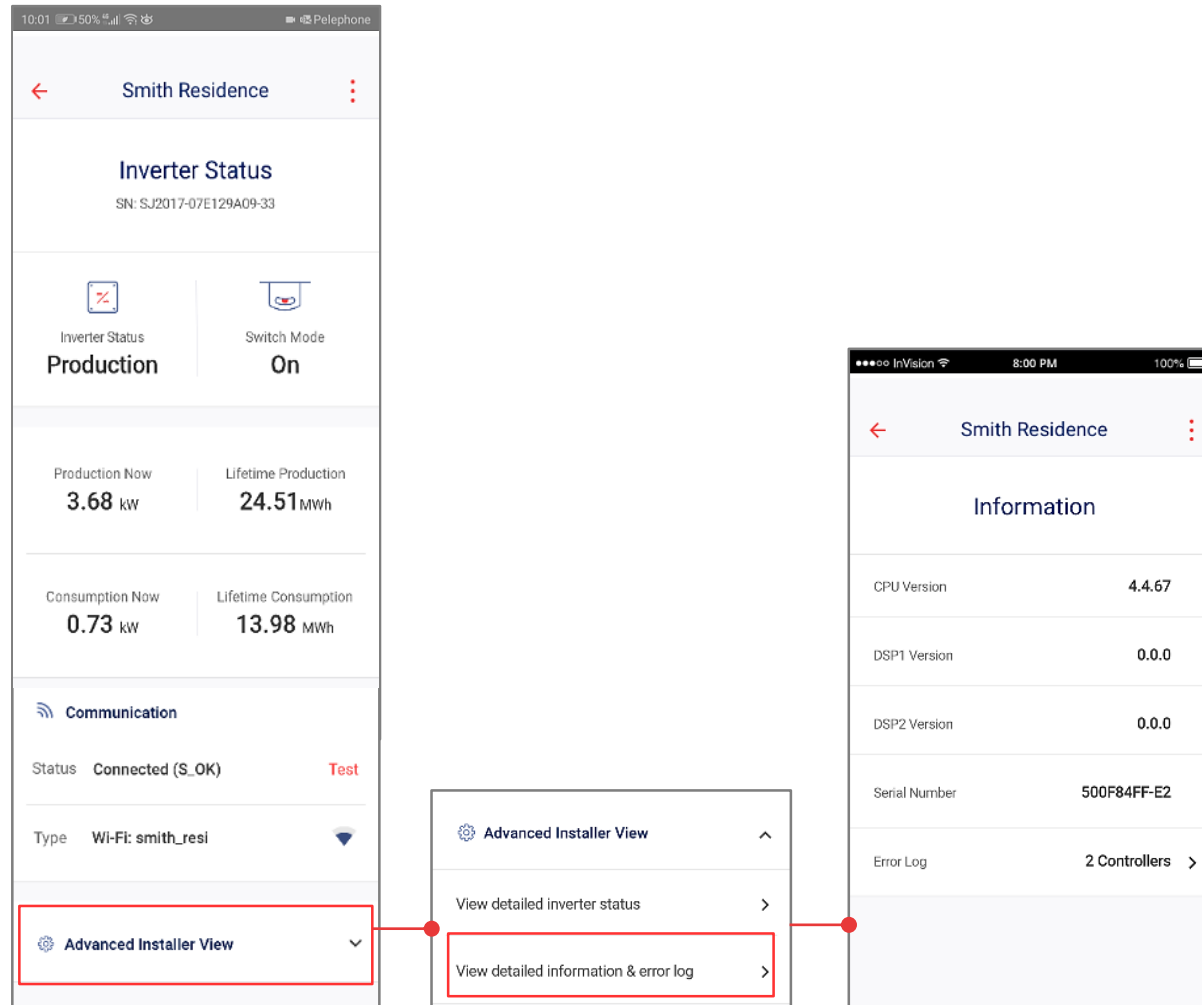 10:01 50% Pelephone
Smith Residence
Inverter Status
SN: SJ2017-07E129A09-33
Inverter Status Switch Mode
Production On
Production Now Lifetime Production
3.68 kW 24.51 MWh
Consumption Now Lifetime Consumption
0.73 kW 13.98 MWh
Communication
Status Connected (S_OK) Test
Type Wi-Fi: smith_resi
Advanced Installer View
Advanced Installer View
View detailed inverter status
View detailed information & error log
InVision 8:00 PM 100%
Smith Residence
Information
CPU Version 4.4.67
DSP1 Version 0.0.0
DSP2 Version 0.0.0
Serial Number 500F84FF-E2
Error Log 2 Controllers